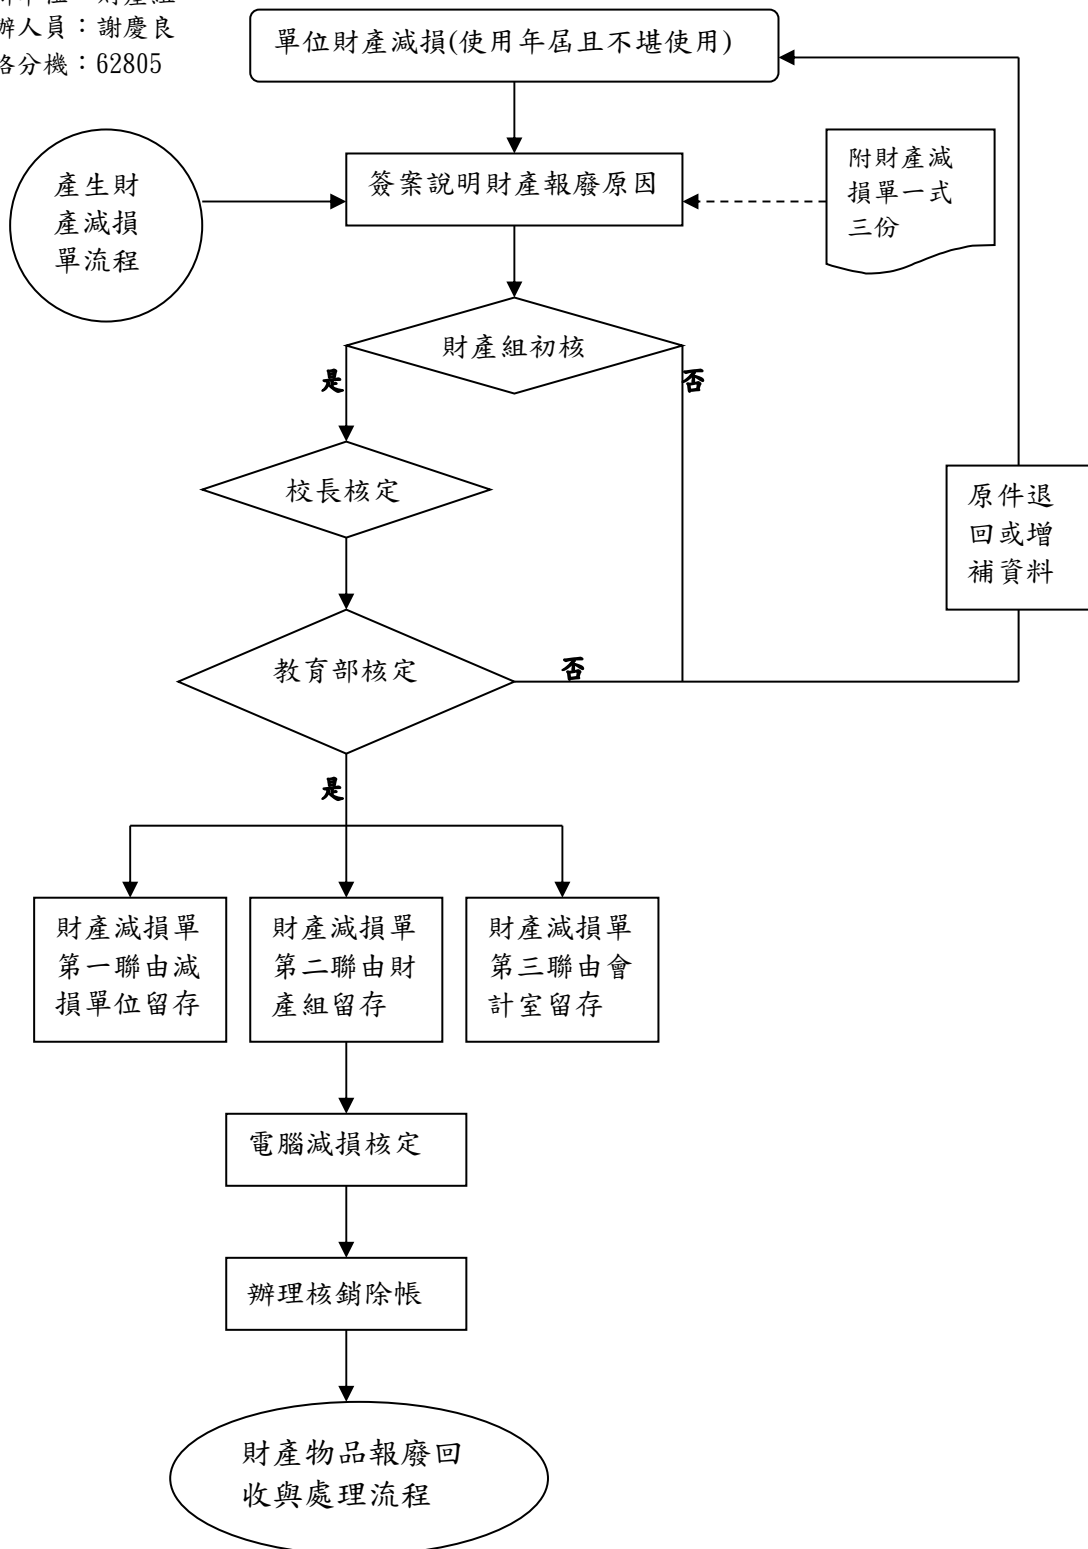 財產組
辦人員：謝慶良
絡分機：62805
單位財產減損(使用年屆且不堪使用)
產生財
產減損
單流程
簽案說明財產報廢原因
附財產減
損單一式
三份
財產組初核
是
否
校長核定
原件退
回或增
補資料
教育部核定
否
是
財產減損單
第一聯由減
損單位留存
財產減損單
第二聯由財
產組留存
財產減損單
第三聯由會
計室留存
電腦減損核定
辦理核銷除帳
財產物品報廢回
收與處理流程